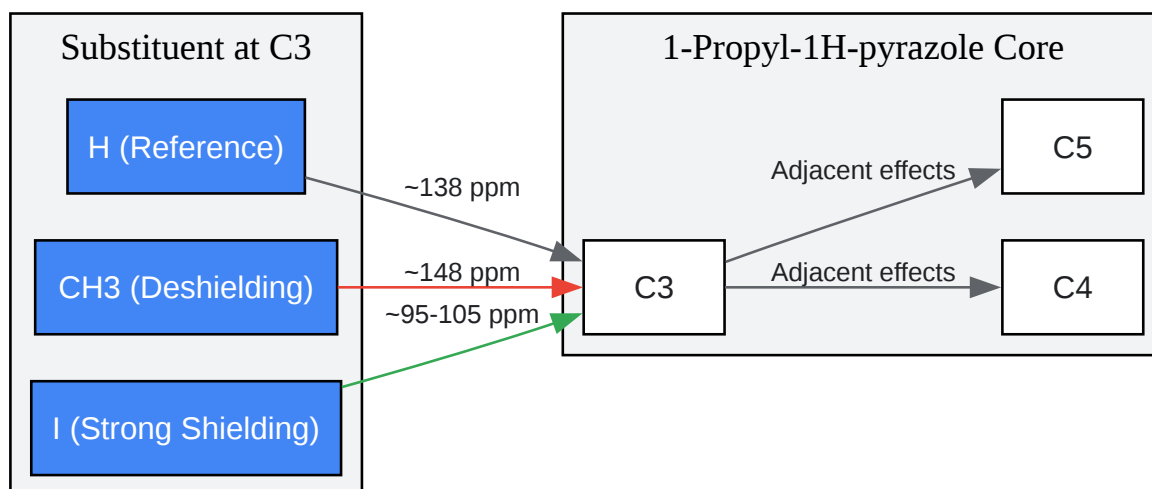 Substituent at C3
H (Reference)
CH3 (Deshielding)
I (Strong Shielding)
~138 ppm
~148 ppm
~95-105 ppm
1-Propyl-1H-pyrazole Core
C3
Adjacent effects
Adjacent effects
C5
C4